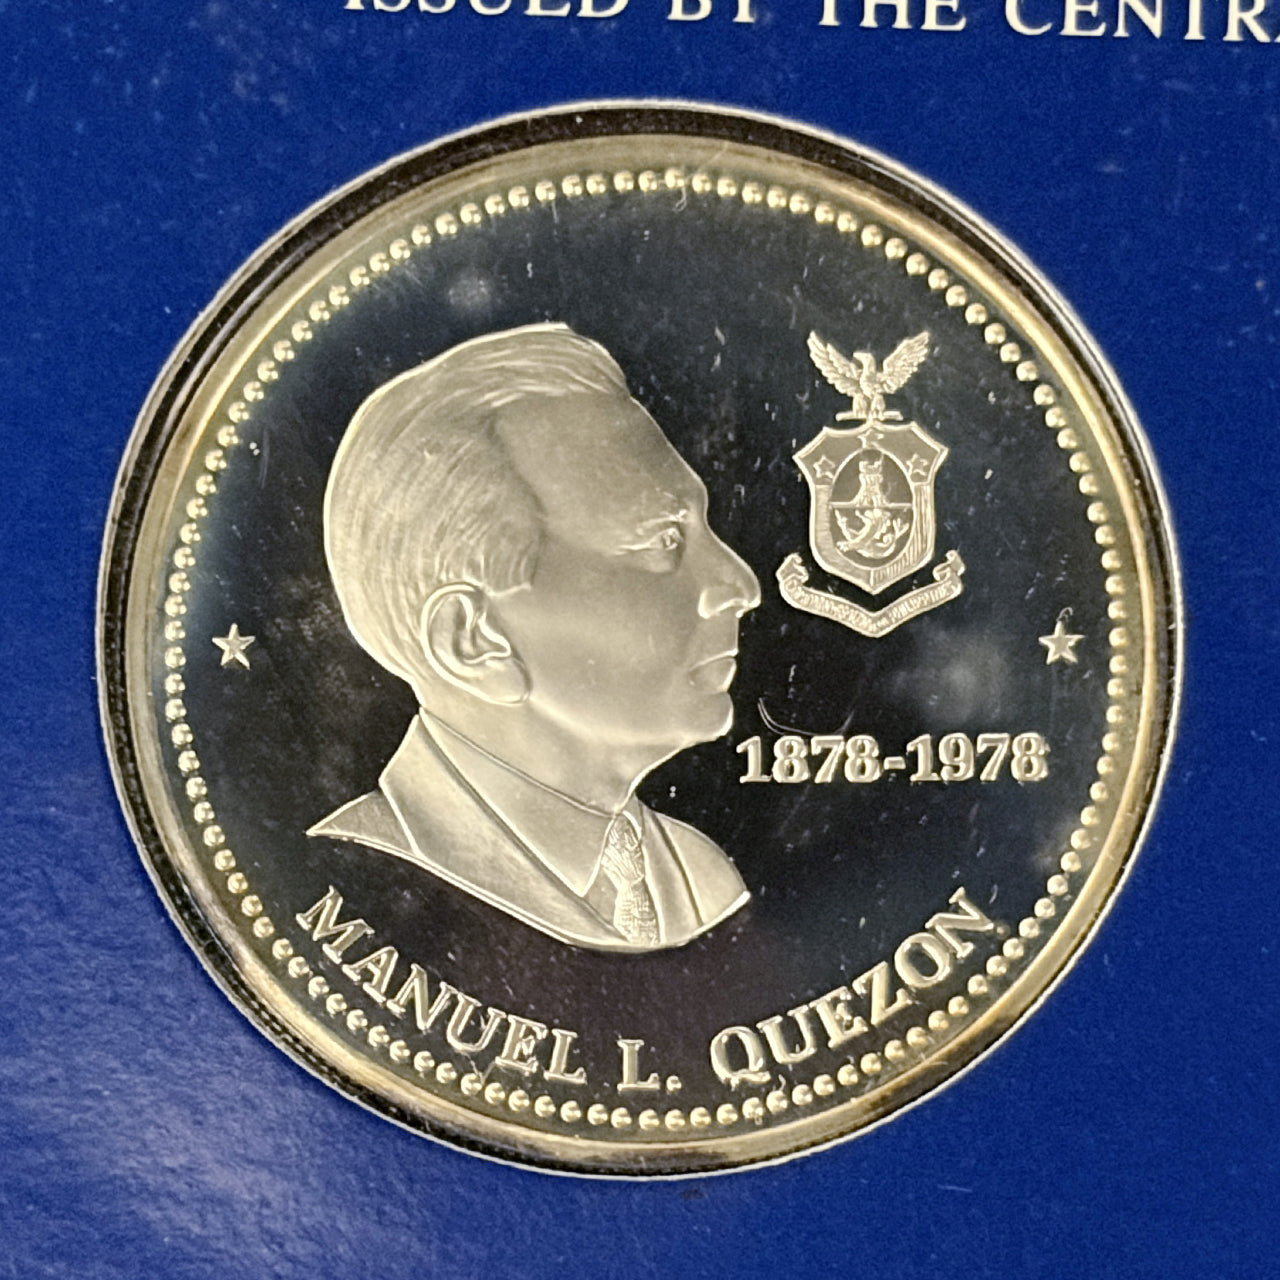 ISSUED BY THE CENTRA
1878-1978
MANUEL L. QUEZON